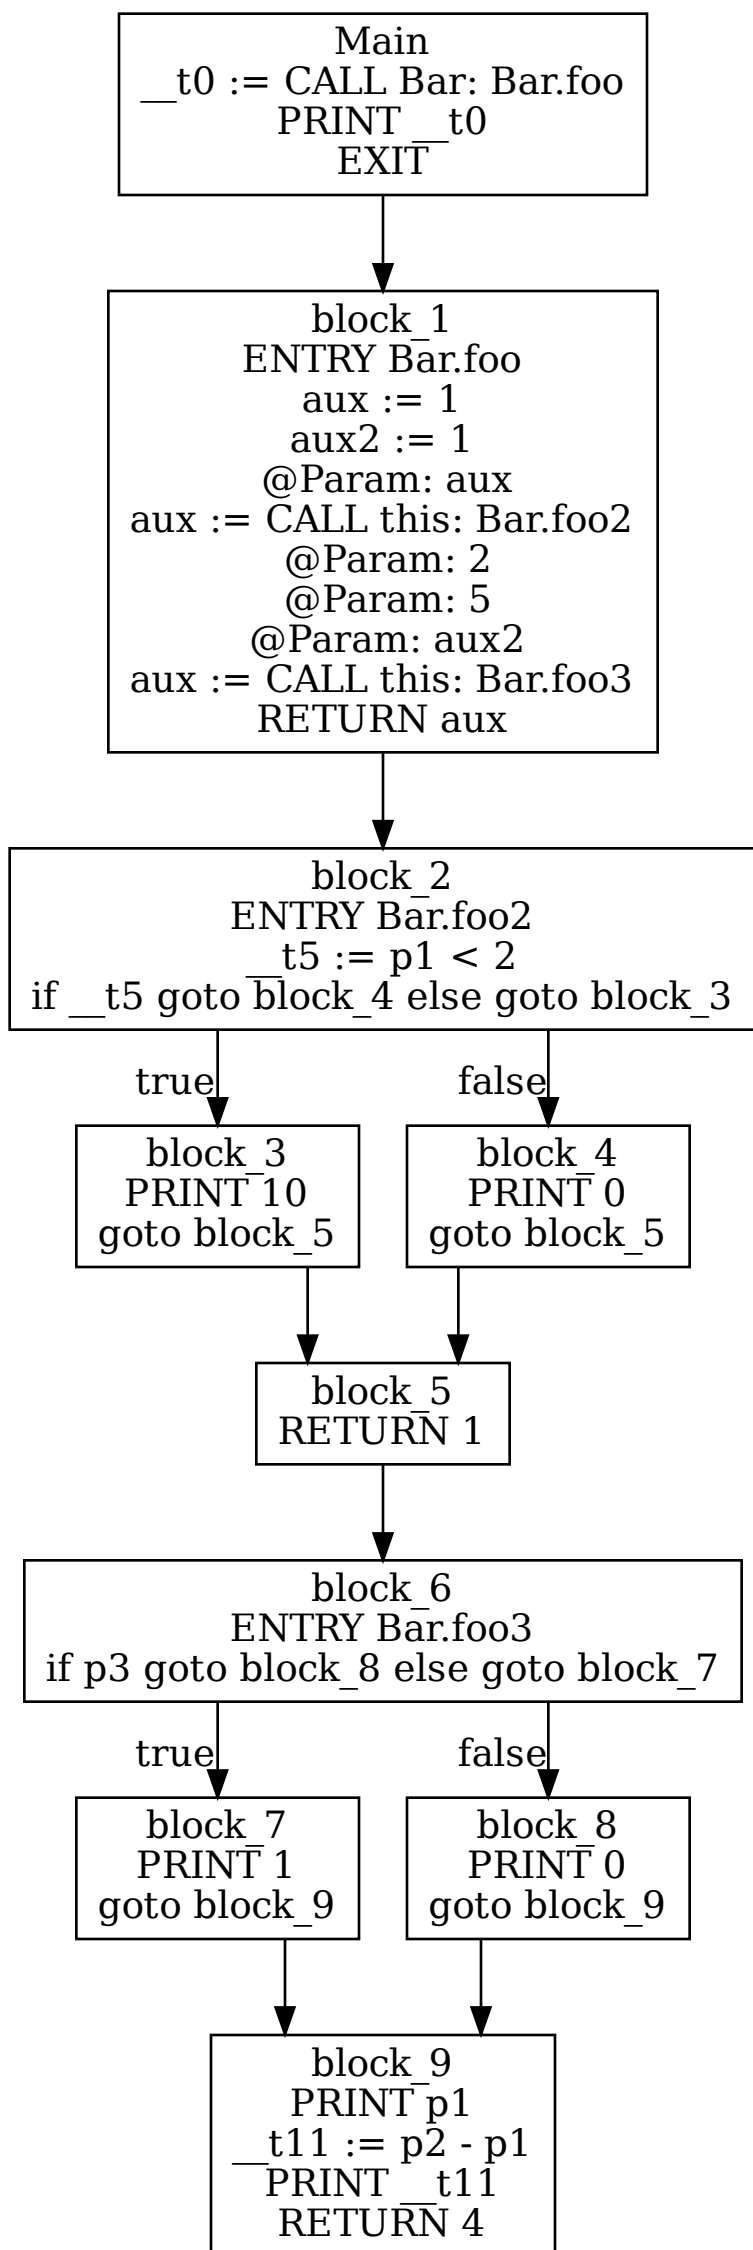 Main
__t0 := CALL Bar: Bar.foo
PRINT __t0
EXIT
block_1
ENTRY Bar.foo
aux := 1
aux2 := 1
@Param: aux
aux := CALL this: Bar.foo2
@Param: 2
@Param: 5
@Param: aux2
aux := CALL this: Bar.foo3
RETURN aux
block_2
ENTRY Bar.foo2
__t5 := p1 < 2
if __t5 goto block_4 else goto block_3
true
false
block_3
PRINT 10
goto block_5
block_4
PRINT 0
goto block_5
block_5
RETURN 1
block_6
ENTRY Bar.foo3
if p3 goto block_8 else goto block_7
true
false
block_7
PRINT 1
goto block_9
block_8
PRINT 0
goto block_9
block_9
PRINT p1
__t11 := p2 - p1
PRINT __t11
RETURN 4